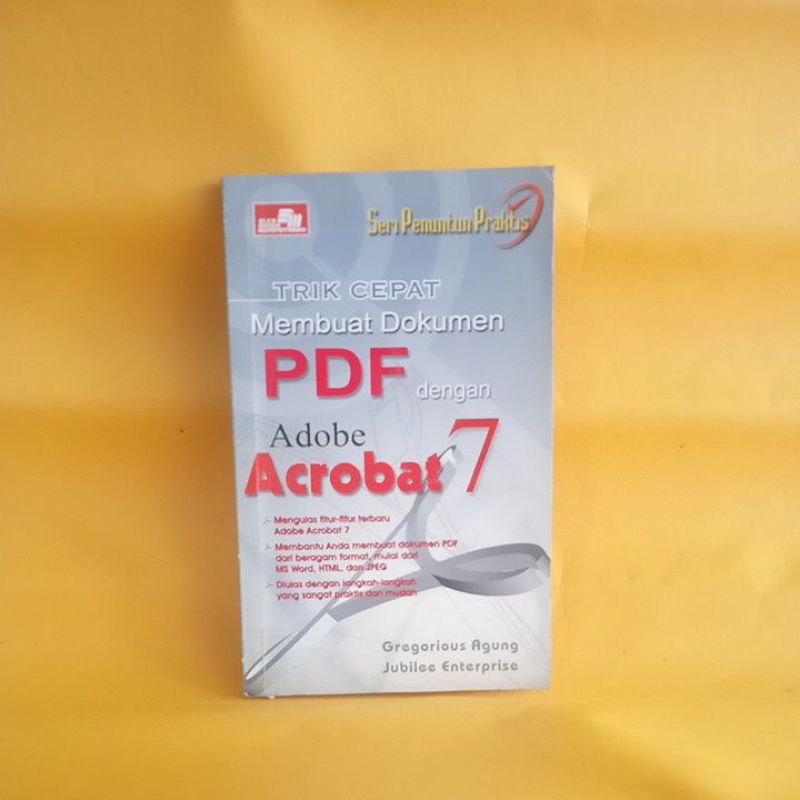 Seri Penuntun Praktis
TRIK CEPAT
Membuat Dokumen
PDF dengan
Adobe
Acrobat 7
Mengulas fitur-fitur terbaru
Adobe Acrobat 7
Membantu Anda membuat dokumen PDF
dari beragam format, mulai dari
MS Word, HTML, dan JPEG
Diulas dengan langkah-langkah
yang sangat praktis dan mudah
Gregorious Agung
Jubilee Enterprise